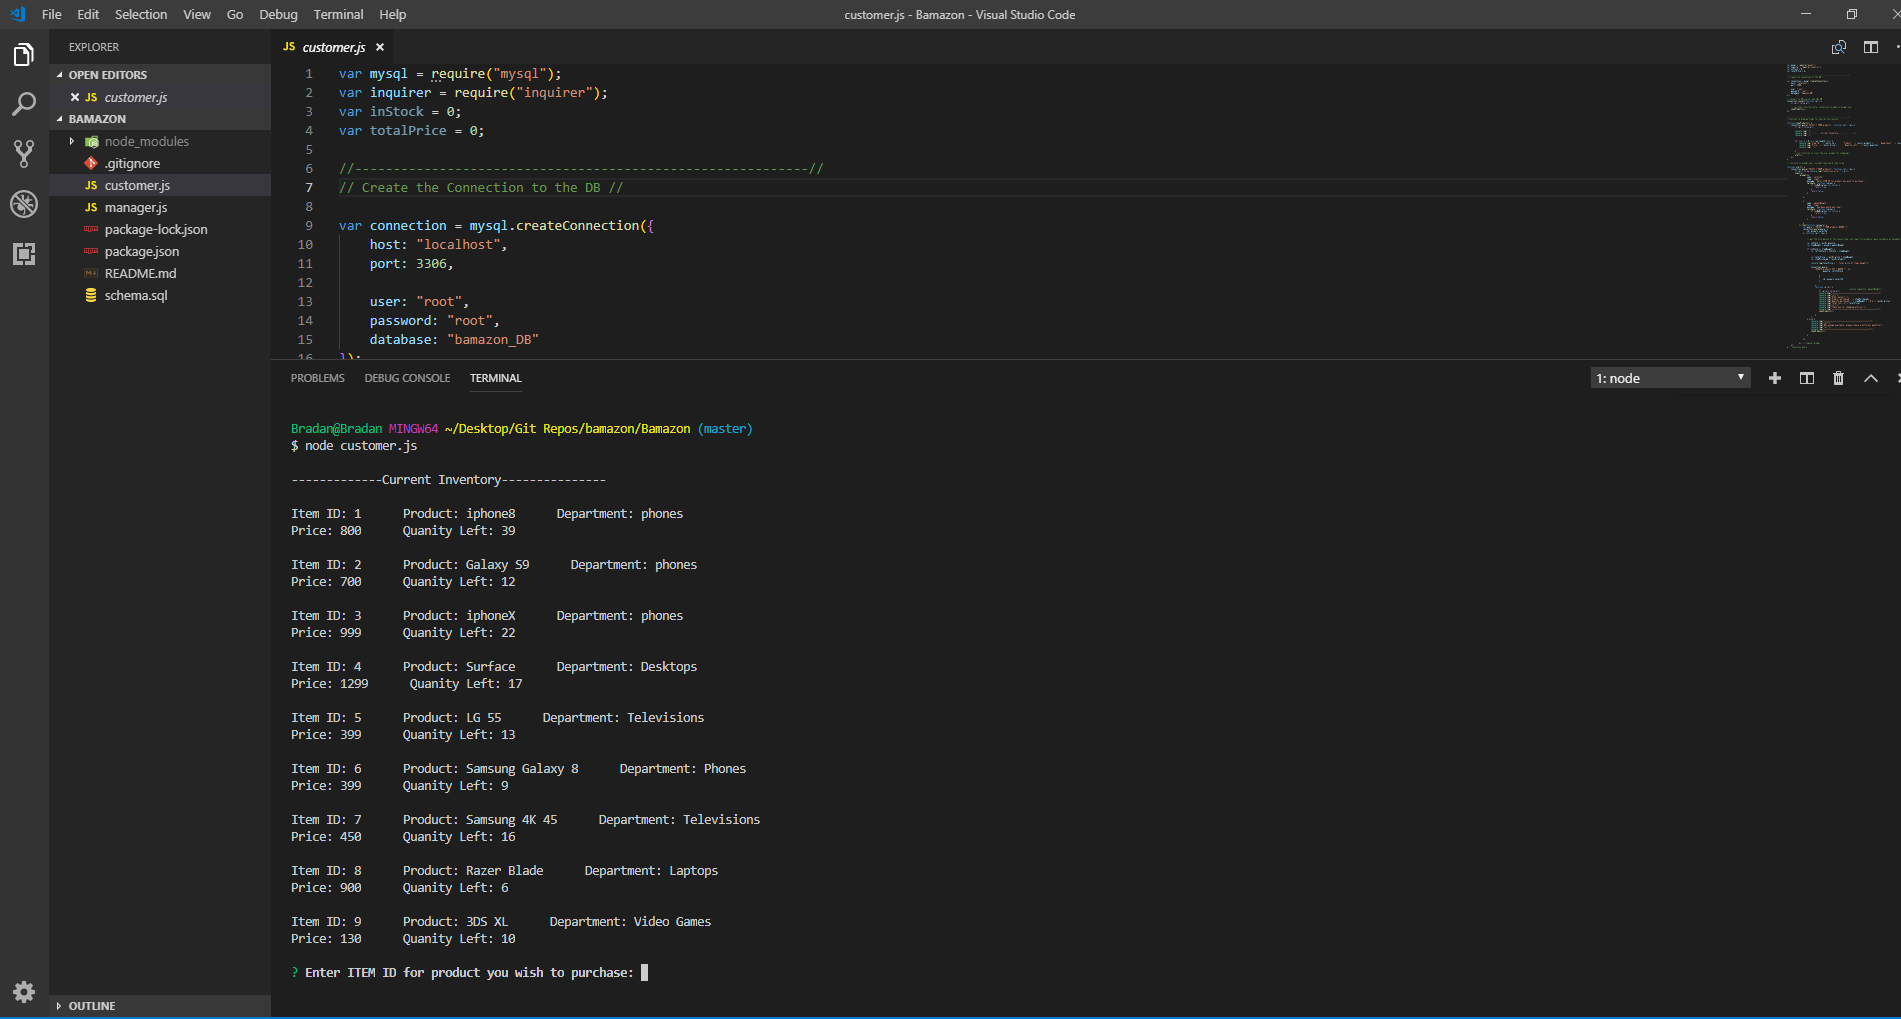 File Edit Selection View Go Debug Terminal Help
customer.js - Bamazon - Visual Studio Code
EXPLORER
OPEN EDITORS
JS customer.js
BAMAZON
node_modules
.gitignore
JS customer.js
JS manager.js
package-lock.json
package.json
README.md
schema.sql
OUTLINE
JS customer.js
1 var mysql = require("mysql");
2 var inquirer = require("inquirer");
3 var inStock = 0;
4 var totalPrice = 0;
5
6 //----------------------------------------------------------//
7 // Create the Connection to the DB //
8
9 var connection = mysql.createConnection({
10 host: "localhost",
11 port: 3306,
12
13 user: "root",
14 password: "root",
15 database: "bamazon_DB"
16 });
PROBLEMS DEBUG CONSOLE TERMINAL
1: node
Bradan@Bradan MINGW64 ~/Desktop/Git Repos/bamazon/Bamazon (master)
$ node customer.js
-------------Current Inventory---------------
Item ID: 1 Product: iphone8 Department: phones
Price: 800 Quanity Left: 39
Item ID: 2 Product: Galaxy S9 Department: phones
Price: 700 Quanity Left: 12
Item ID: 3 Product: iphoneX Department: phones
Price: 999 Quanity Left: 22
Item ID: 4 Product: Surface Department: Desktops
Price: 1299 Quanity Left: 17
Item ID: 5 Product: LG 55 Department: Televisions
Price: 399 Quanity Left: 13
Item ID: 6 Product: Samsung Galaxy 8 Department: Phones
Price: 399 Quanity Left: 9
Item ID: 7 Product: Samsung 4K 45 Department: Televisions
Price: 450 Quanity Left: 16
Item ID: 8 Product: Razer Blade Department: Laptops
Price: 900 Quanity Left: 6
Item ID: 9 Product: 3DS XL Department: Video Games
Price: 130 Quanity Left: 10
? Enter ITEM ID for product you wish to purchase: